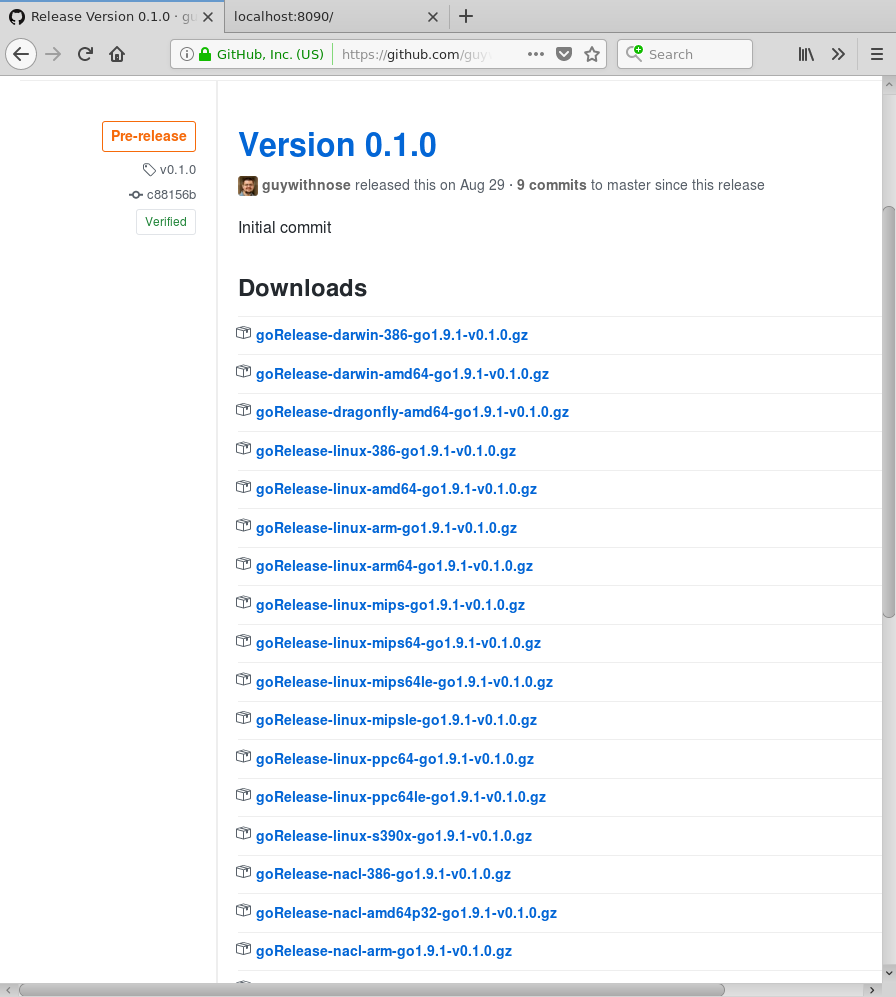 Release Version 0.1.0 · gu
localhost:8090/
GitHub, Inc. (US)
https://github.com/guy
Search
Pre-release
v0.1.0
c88156b
Verified
Version 0.1.0
guywithnose released this on Aug 29 · 9 commits to master since this release
Initial commit
Downloads
goRelease-darwin-386-go1.9.1-v0.1.0.gz
goRelease-darwin-amd64-go1.9.1-v0.1.0.gz
goRelease-dragonfly-amd64-go1.9.1-v0.1.0.gz
goRelease-linux-386-go1.9.1-v0.1.0.gz
goRelease-linux-amd64-go1.9.1-v0.1.0.gz
goRelease-linux-arm-go1.9.1-v0.1.0.gz
goRelease-linux-arm64-go1.9.1-v0.1.0.gz
goRelease-linux-mips-go1.9.1-v0.1.0.gz
goRelease-linux-mips64-go1.9.1-v0.1.0.gz
goRelease-linux-mips64le-go1.9.1-v0.1.0.gz
goRelease-linux-mipsle-go1.9.1-v0.1.0.gz
goRelease-linux-ppc64-go1.9.1-v0.1.0.gz
goRelease-linux-ppc64le-go1.9.1-v0.1.0.gz
goRelease-linux-s390x-go1.9.1-v0.1.0.gz
goRelease-nacl-386-go1.9.1-v0.1.0.gz
goRelease-nacl-amd64p32-go1.9.1-v0.1.0.gz
goRelease-nacl-arm-go1.9.1-v0.1.0.gz